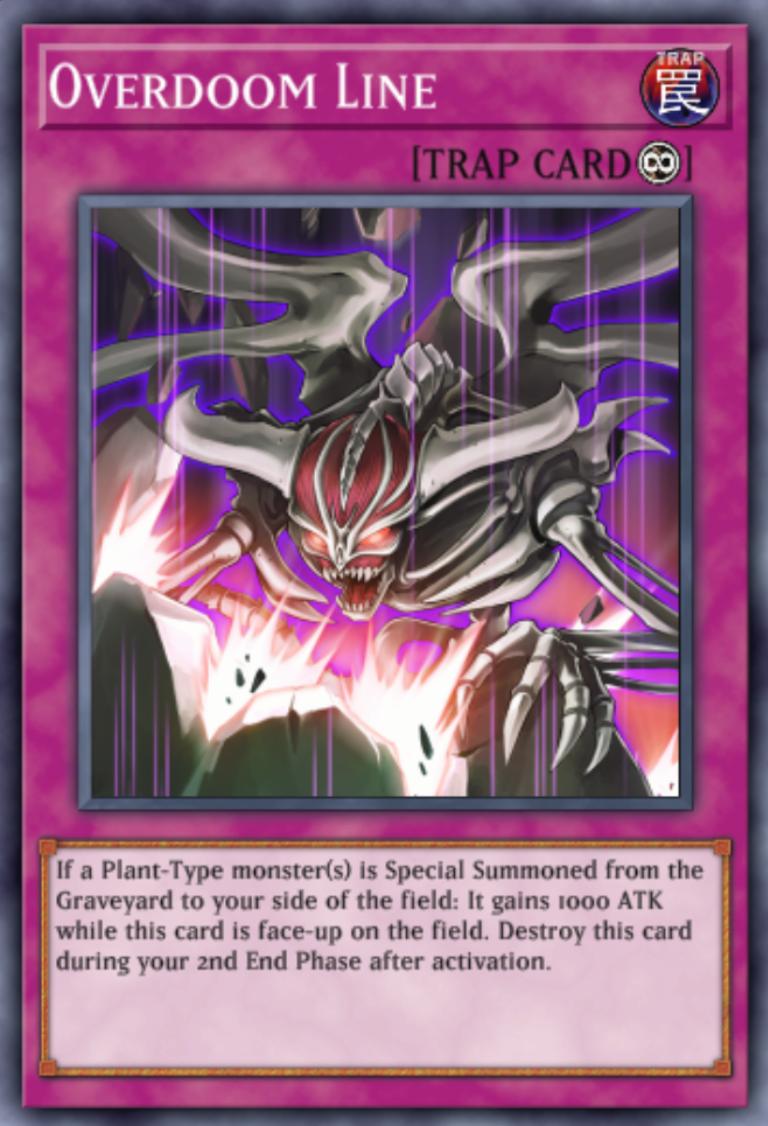 Overdoom Line
TRAP
罠
[TRAP CARD♾]
If a Plant-Type monster(s) is Special Summoned from the
Graveyard to your side of the field: It gains 1000 ATK
while this card is face-up on the field. Destroy this card
during your 2nd End Phase after activation.